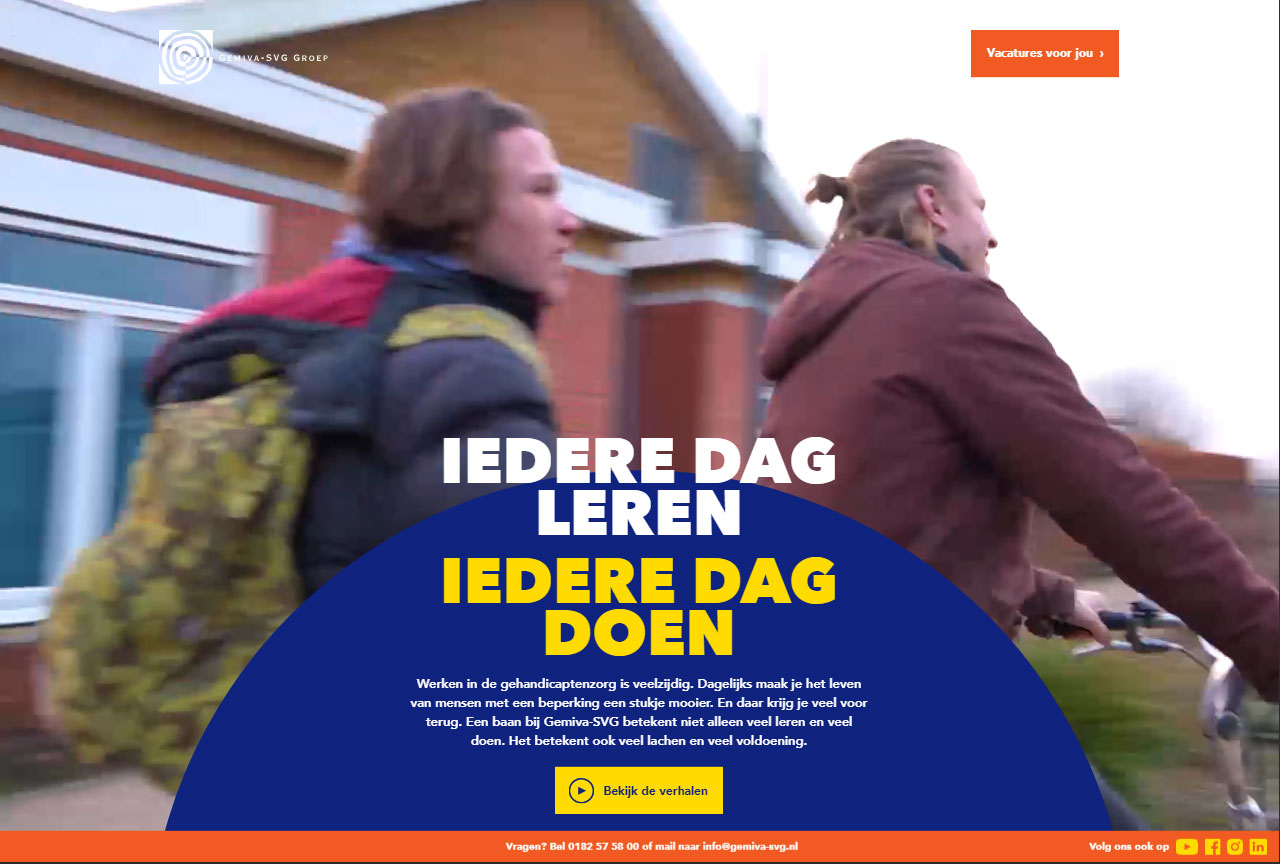 GEMIVA-SVG GROEP
Vacatures voor jou ›
IEDERE DAG
LEREN
IEDERE DAG
DOEN
Werken in de gehandicaptenzorg is veelzijdig. Dagelijks maak je het leven
van mensen met een beperking een stukje mooier. En daar krijg je veel voor
terug. Een baan bij Gemiva-SVG betekent niet alleen veel leren en veel
doen. Het betekent ook veel lachen en veel voldoening.
Bekijk de verhalen
Vragen? Bel 0182 57 58 00 of mail naar info@gemiva-svg.nl
Volg ons ook op